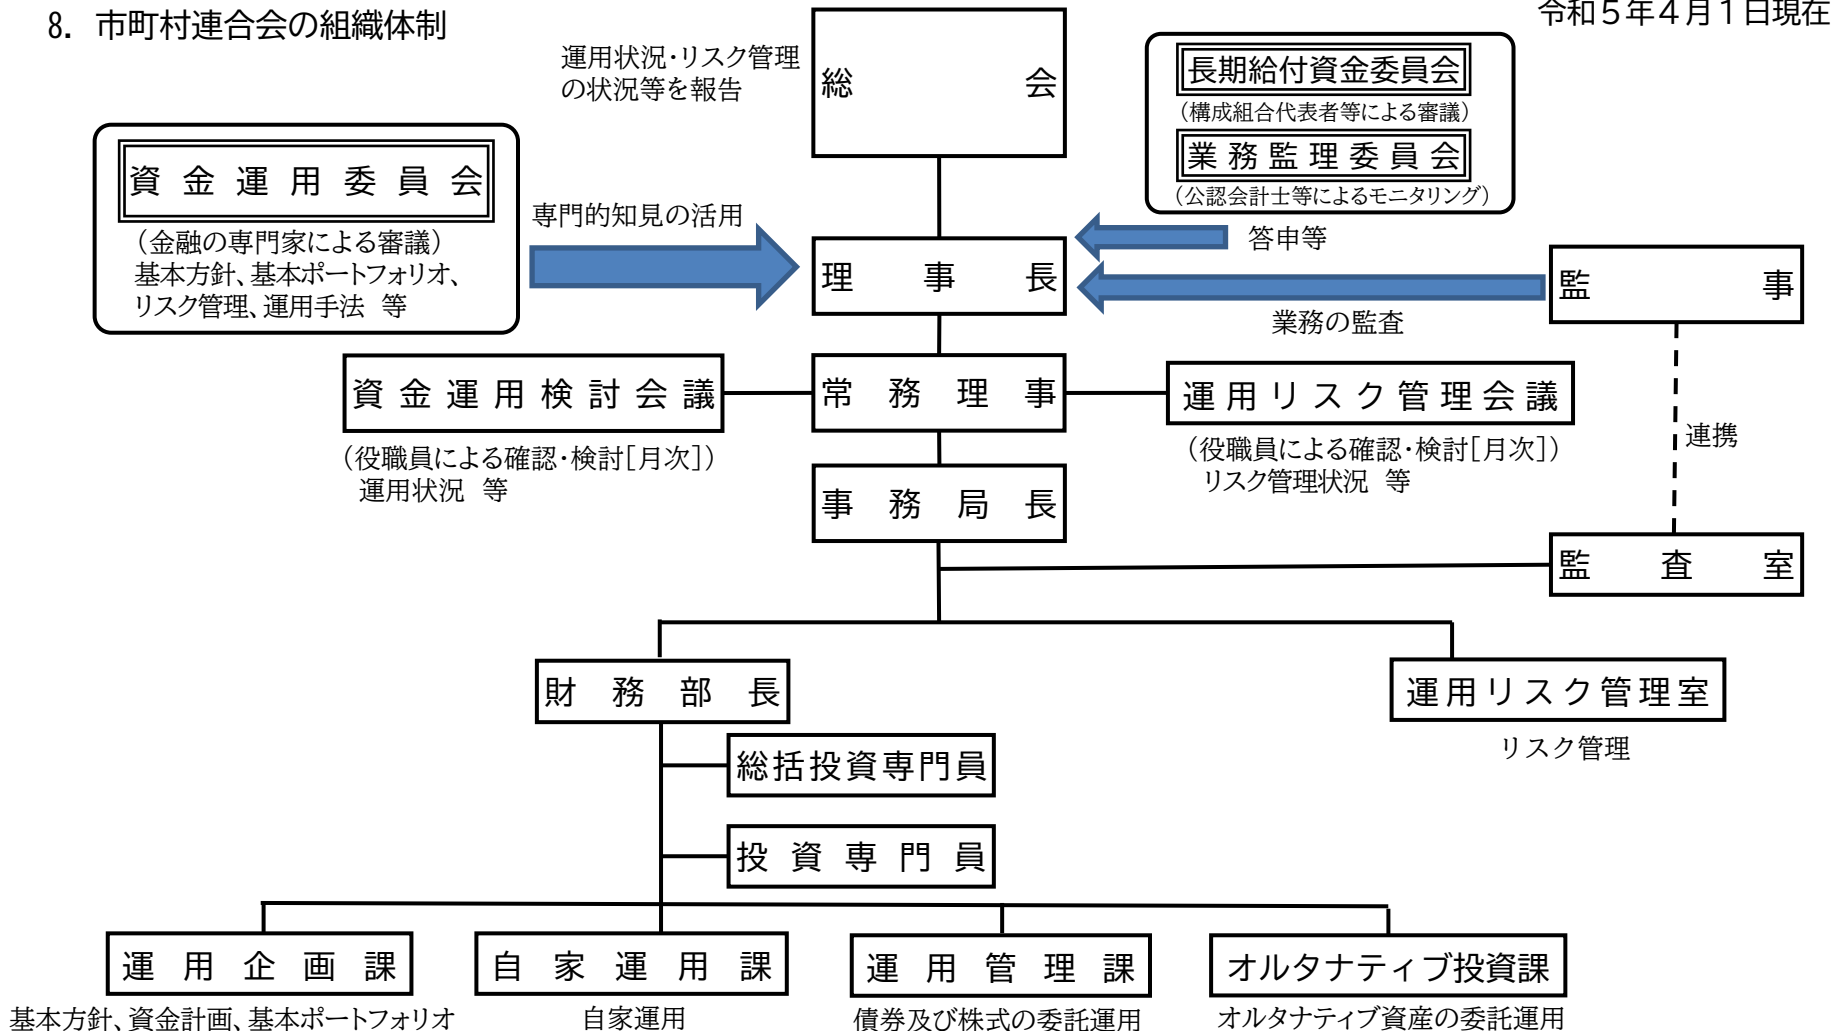 8. 市町村連合会の組織体制
令和5年4月1日現在
運用状況・リスク管理
の状況等を報告
総会
長期給付資金委員会
(構成組合代表者等による審議)
業務監理委員会
(公認会計士等によるモニタリング)
資金運用委員会
(金融の専門家による審議)
基本方針、基本ポートフォリオ、
リスク管理、運用手法 等
専門的知見の活用
答申等
理事長
監事
業務の監査
資金運用検討会議
常務理事
運用リスク管理会議
(役職員による確認・検討[月次])
運用状況 等
(役職員による確認・検討[月次])
リスク管理状況 等
連携
事務局長
監査室
財務部長
運用リスク管理室
リスク管理
総括投資専門員
投資専門員
運用企画課
自家運用課
運用管理課
オルタナティブ投資課
基本方針、資金計画、基本ポートフォリオ
自家運用
債券及び株式の委託運用
オルタナティブ資産の委託運用